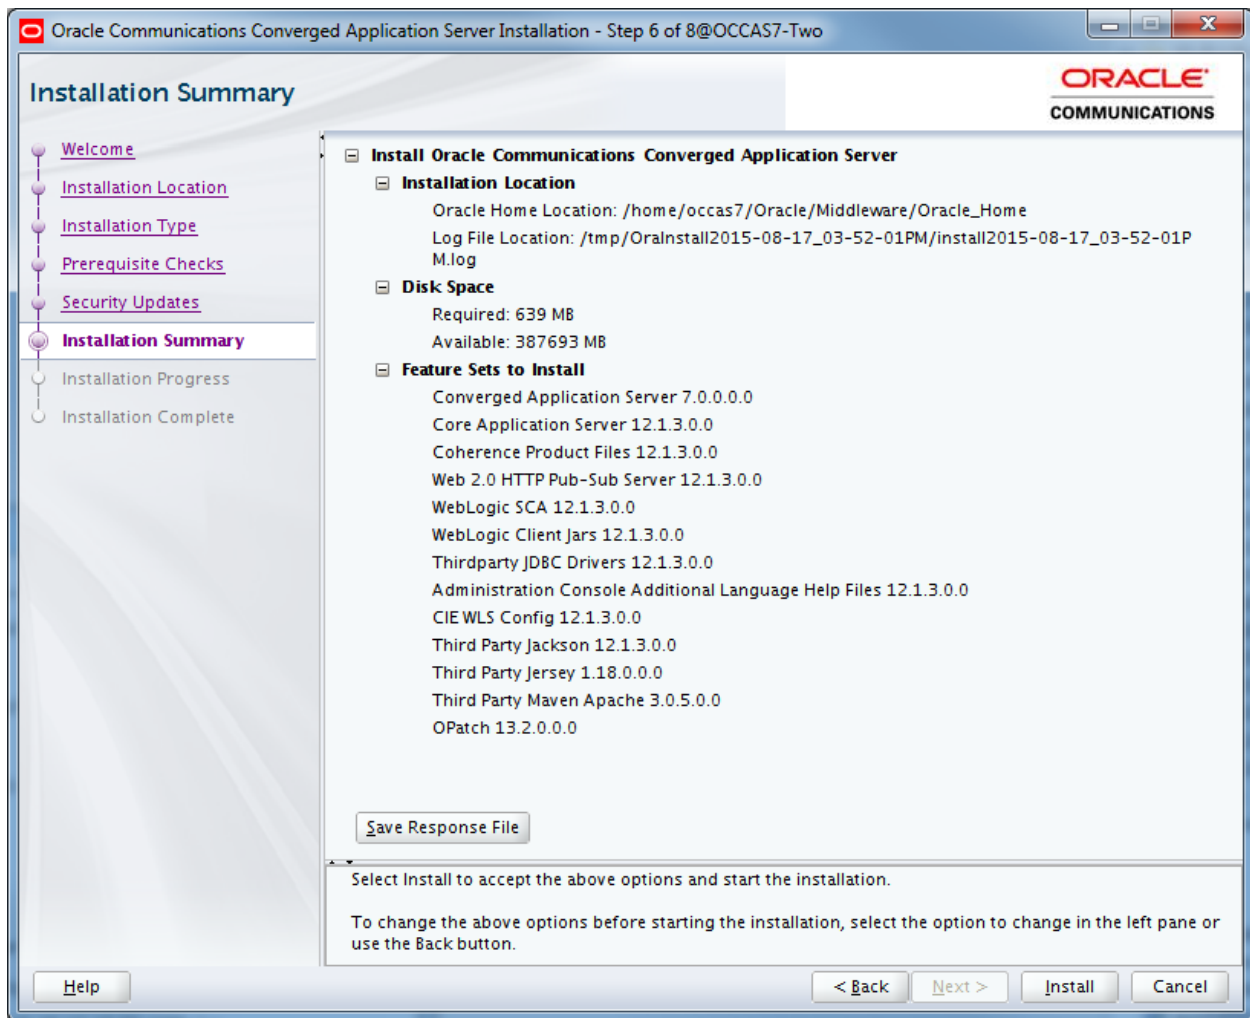 Oracle Communications Converged Application Server Installation - Step 6 of 8@OCCAS7-Two
Installation Summary
ORACLE
COMMUNICATIONS
Welcome
Installation Location
Installation Type
Prerequisite Checks
Security Updates
Installation Summary
Installation Progress
Installation Complete
Install Oracle Communications Converged Application Server
Installation Location
Oracle Home Location: /home/occas7/Oracle/Middleware/Oracle_Home
Log File Location: /tmp/OraInstall2015-08-17_03-52-01PM/install2015-08-17_03-52-01P
M.log
Disk Space
Required: 639 MB
Available: 387693 MB
Feature Sets to Install
Converged Application Server 7.0.0.0.0
Core Application Server 12.1.3.0.0
Coherence Product Files 12.1.3.0.0
Web 2.0 HTTP Pub-Sub Server 12.1.3.0.0
WebLogic SCA 12.1.3.0.0
WebLogic Client Jars 12.1.3.0.0
Thirdparty JDBC Drivers 12.1.3.0.0
Administration Console Additional Language Help Files 12.1.3.0.0
CIE WLS Config 12.1.3.0.0
Third Party Jackson 12.1.3.0.0
Third Party Jersey 1.18.0.0.0
Third Party Maven Apache 3.0.5.0.0
OPatch 13.2.0.0.0
Save Response File
Select Install to accept the above options and start the installation.
To change the above options before starting the installation, select the option to change in the left pane or
use the Back button.
Help
< Back
Next >
Install
Cancel